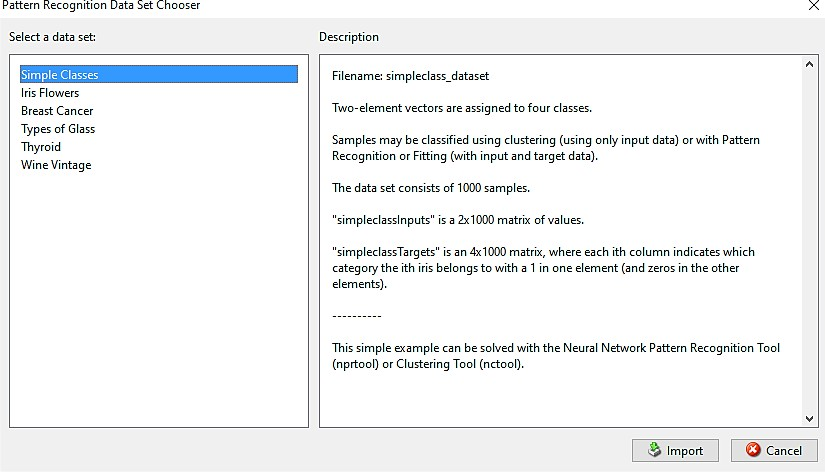 Pattern Recognition Data Set Chooser
Select a data set:
Simple Classes
Iris Flowers
Breast Cancer
Types of Glass
Thyroid
Wine Vintage
Description
Filename: simpleclass_dataset
Two-element vectors are assigned to four classes.
Samples may be classified using clustering (using only input data) or with Pattern
Recognition or Fitting (with input and target data).
The data set consists of 1000 samples.
"simpleclassInputs" is a 2x1000 matrix of values.
"simpleclassTargets" is an 4x1000 matrix, where each ith column indicates which
category the ith iris belongs to with a 1 in one element (and zeros in the other
elements).
----------
This simple example can be solved with the Neural Network Pattern Recognition Tool
(nprtool) or Clustering Tool (nctool).
Import
Cancel